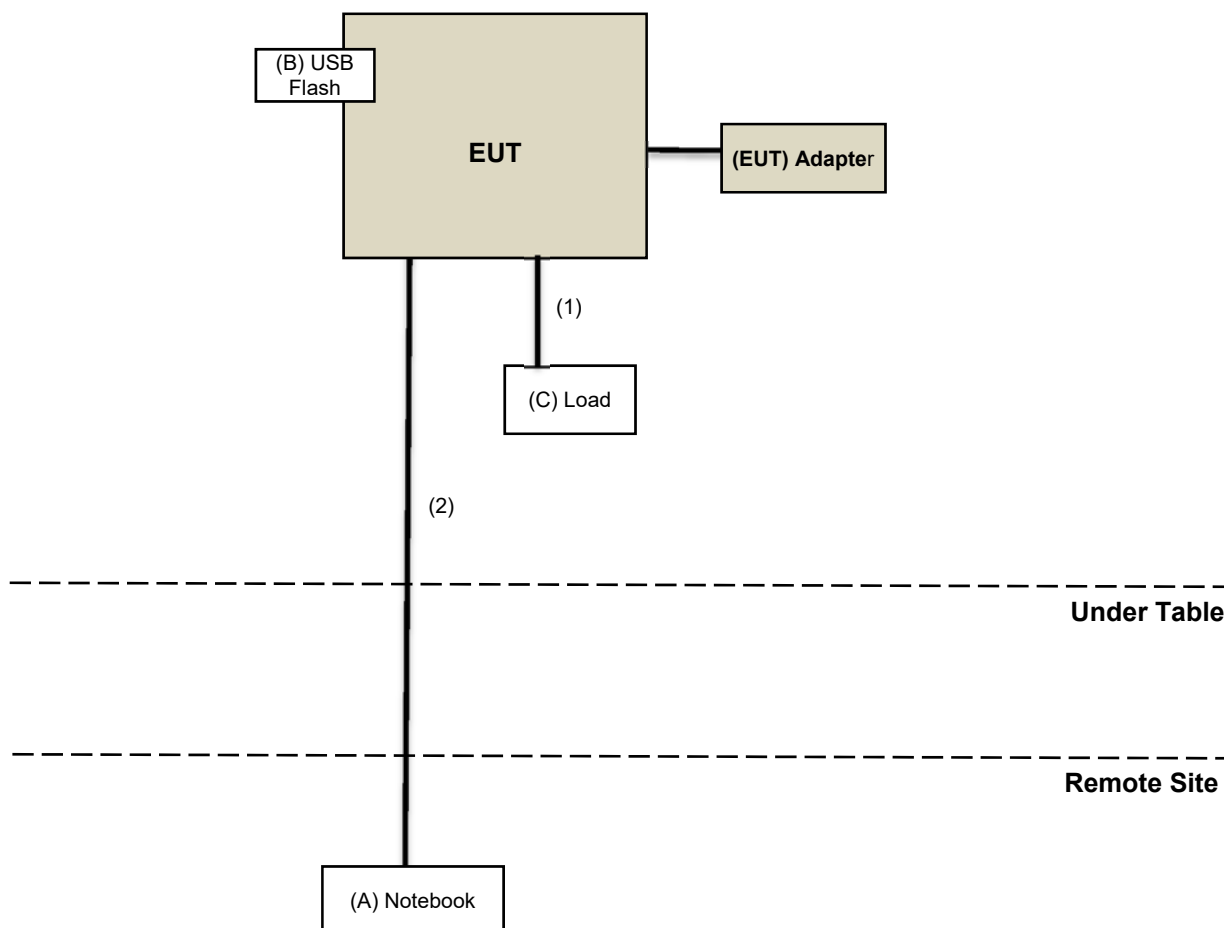 (B) USB
Flash
EUT
(EUT) Adapter
(1)
(C) Load
(2)
Under Table
Remote Site
(A) Notebook